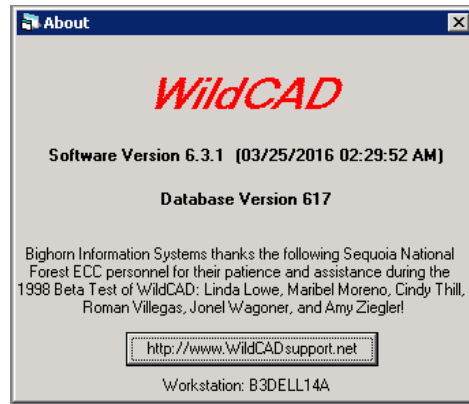 About
WildCAD
Software Version 6.3.1 (03/25/2016 02:29:52 AM)
Database Version 617
Bighorn Information Systems thanks the following Sequoia National
Forest ECC personnel for their patience and assistance during the
1998 Beta Test of WildCAD: Linda Lowe, Maribel Moreno, Cindy Thill,
Roman Villegas, Jonel Wagoner, and Amy Ziegler!
http://www.WildCADsupport.net
Workstation: B3DELL14A